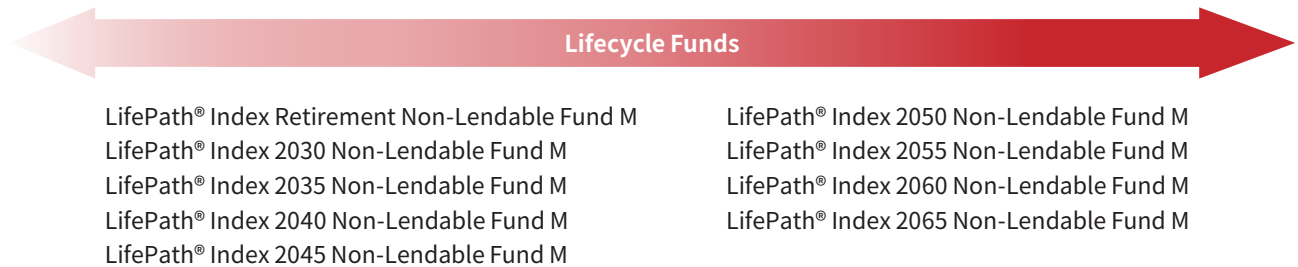 Lifecycle Funds
LifePath® Index Retirement Non-Lendable Fund M
LifePath® Index 2030 Non-Lendable Fund M
LifePath® Index 2035 Non-Lendable Fund M
LifePath® Index 2040 Non-Lendable Fund M
LifePath® Index 2045 Non-Lendable Fund M
LifePath® Index 2050 Non-Lendable Fund M
LifePath® Index 2055 Non-Lendable Fund M
LifePath® Index 2060 Non-Lendable Fund M
LifePath® Index 2065 Non-Lendable Fund M